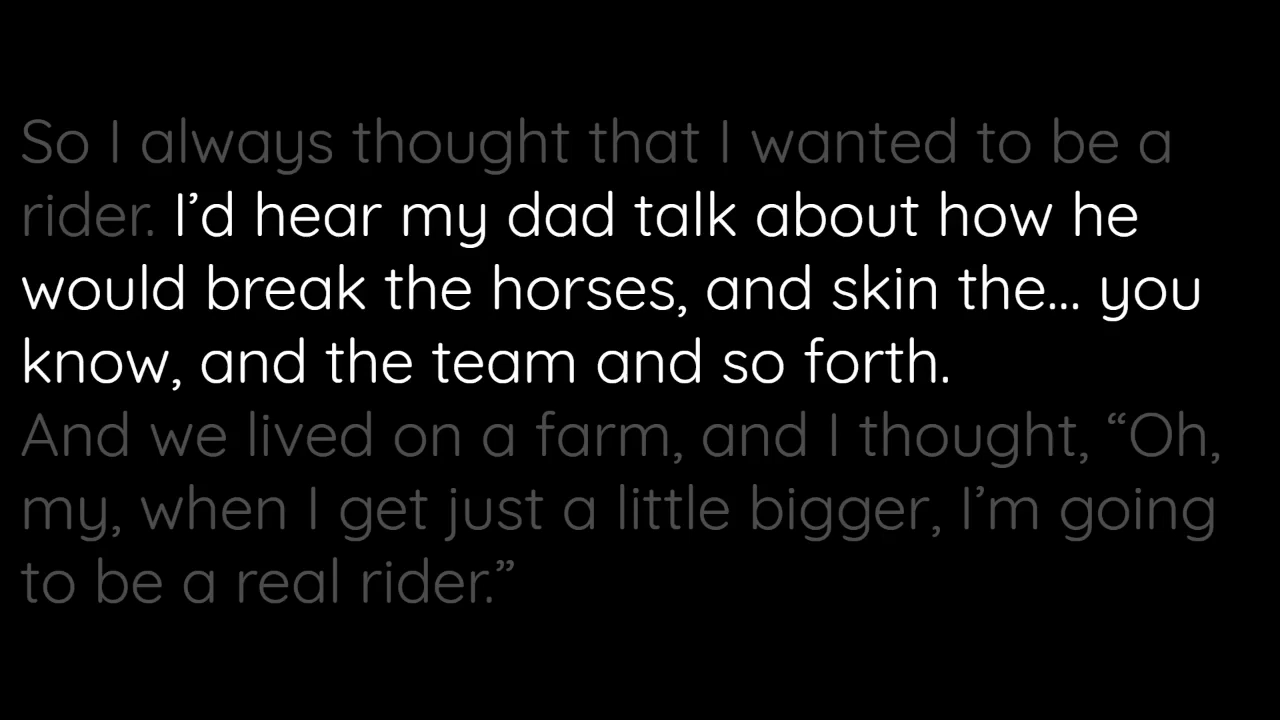 So I always thought that I wanted to be a
rider. I’d hear my dad talk about how he
would break the horses, and skin the... you
know, and the team and so forth.
And we lived on a farm, and I thought, “Oh,
my, when I get just a little bigger, I’m going
to be a real rider.”